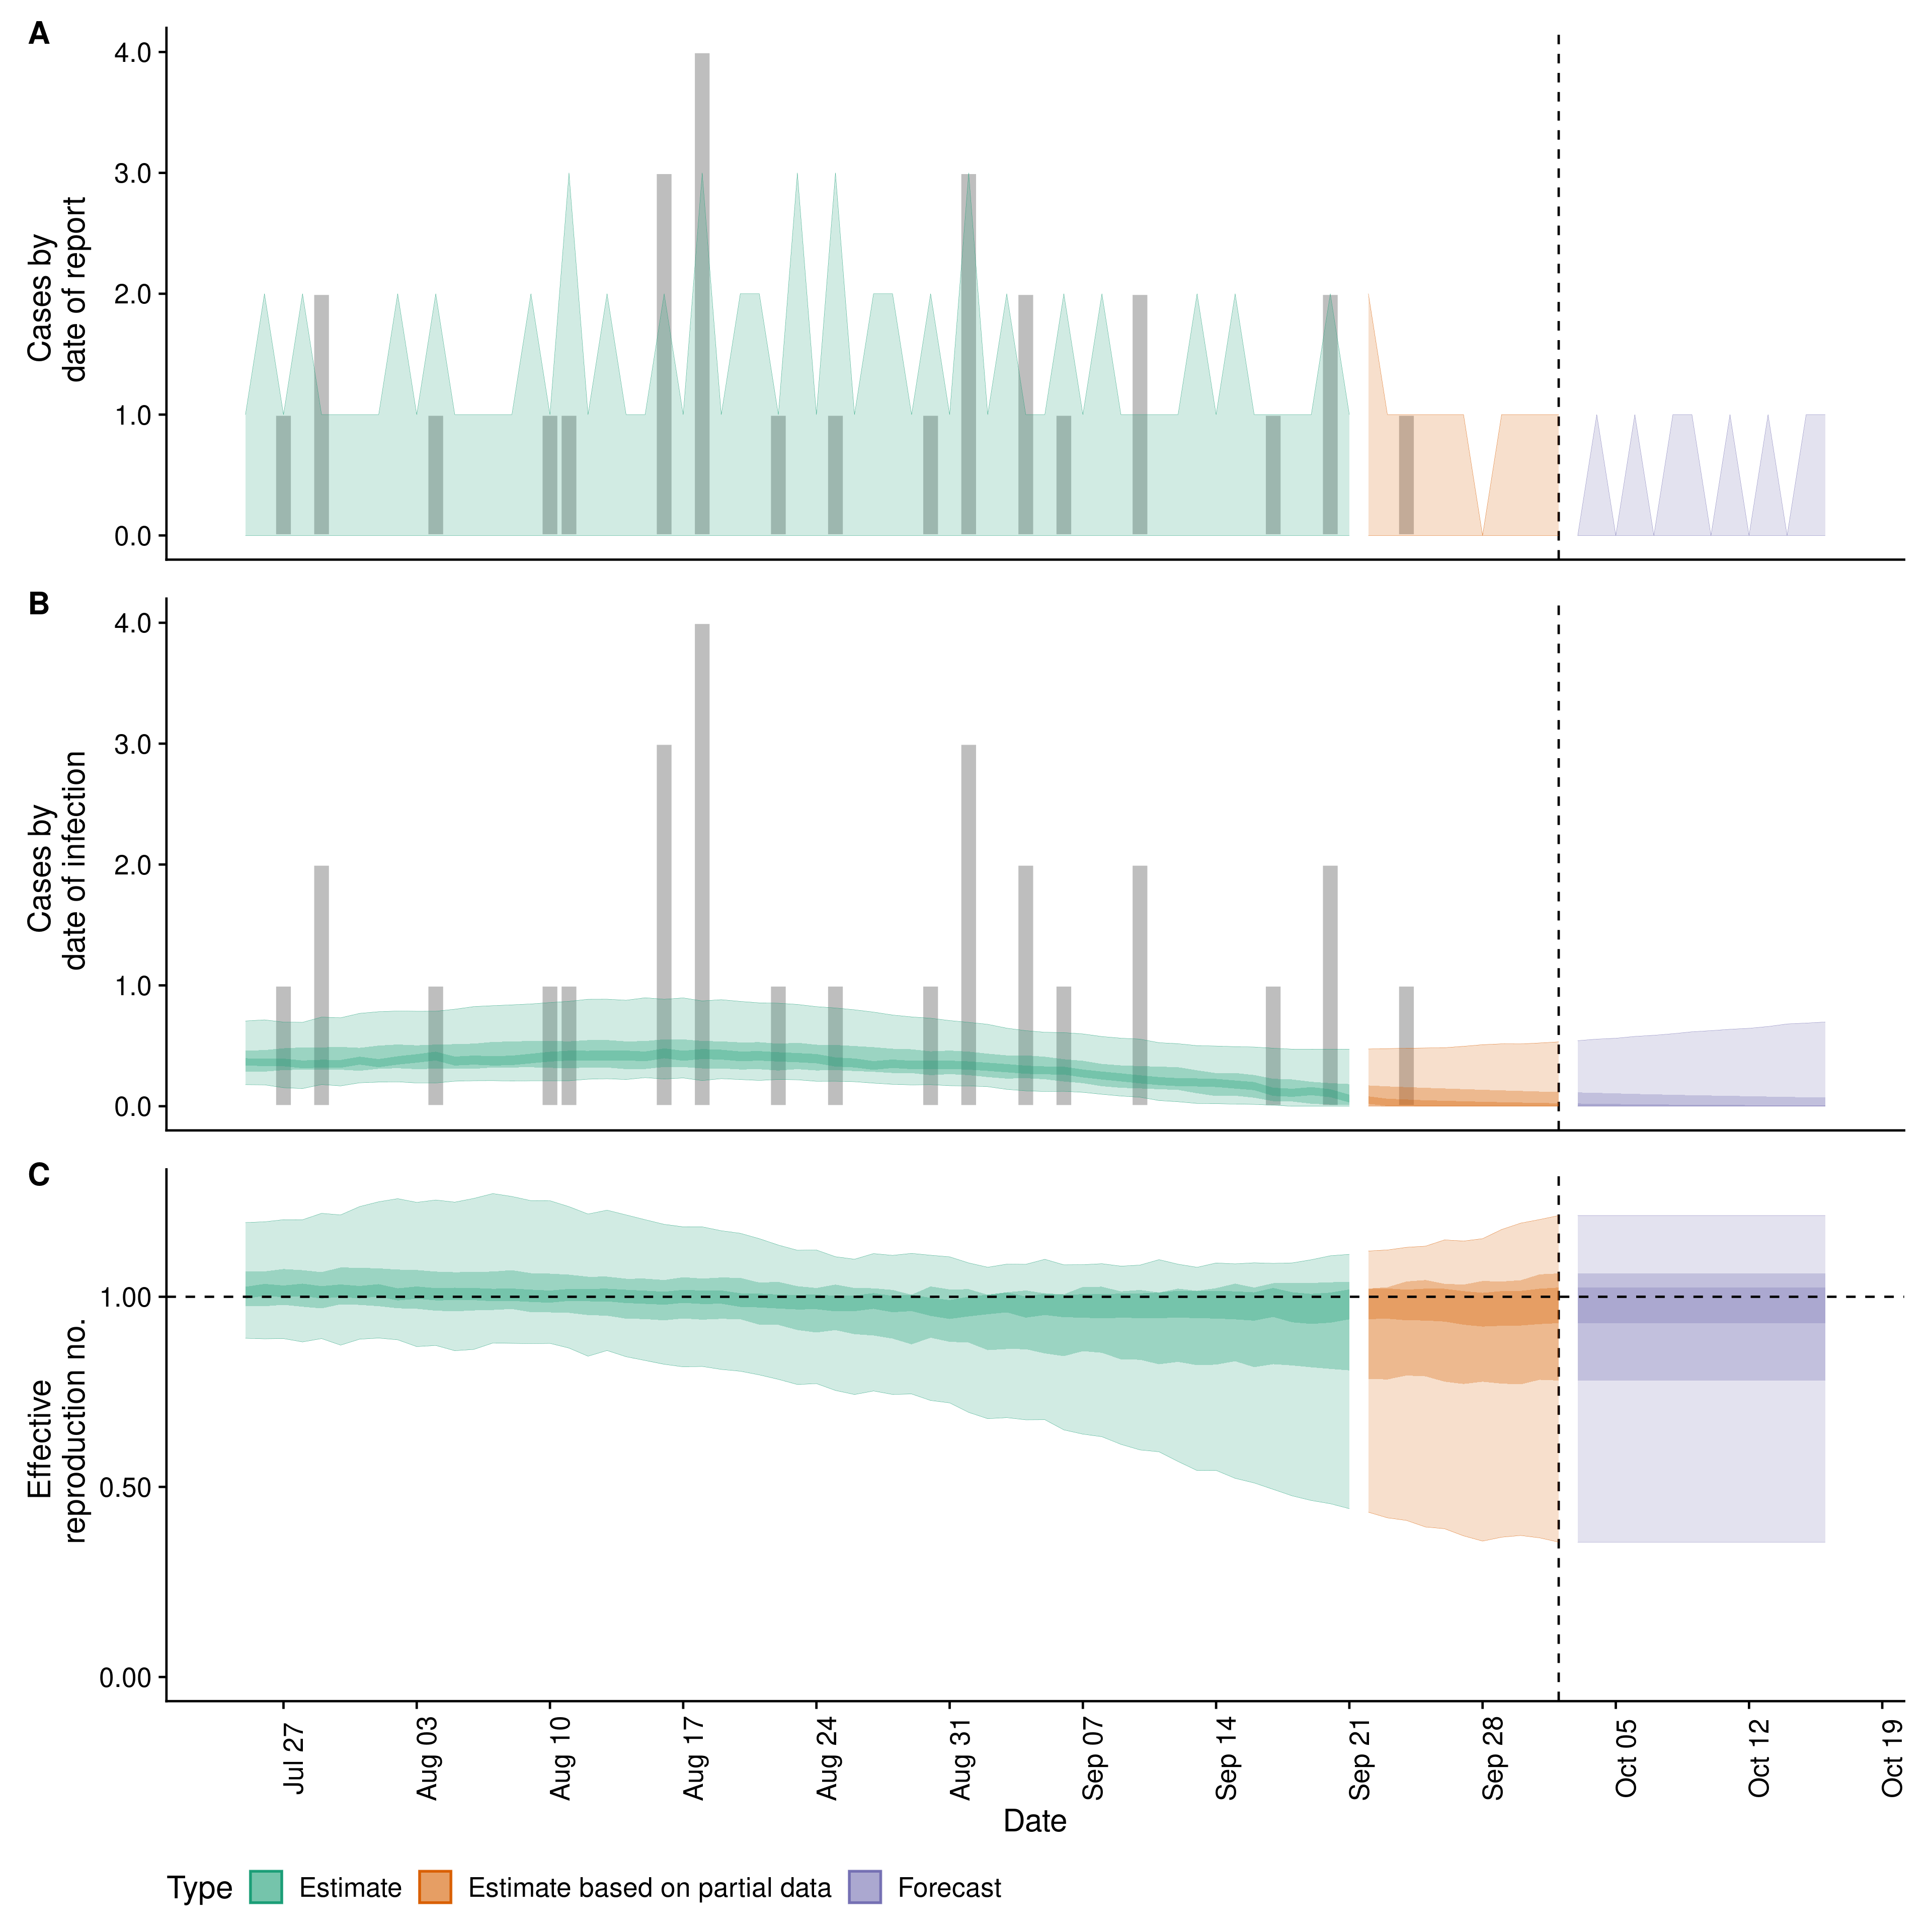 A
Cases by
date of report
4.0
3.0
2.0
1.0
0.0
B
Cases by
date of infection
4.0
3.0
2.0
1.0
0.0
C
Effective
reproduction no.
1.00
0.50
0.00
Jul 27
Aug 03
Aug 10
Aug 17
Aug 24
Aug 31
Sep 07
Sep 14
Sep 21
Sep 28
Oct 05
Oct 12
Oct 19
Date
Type
Estimate
Estimate based on partial data
Forecast